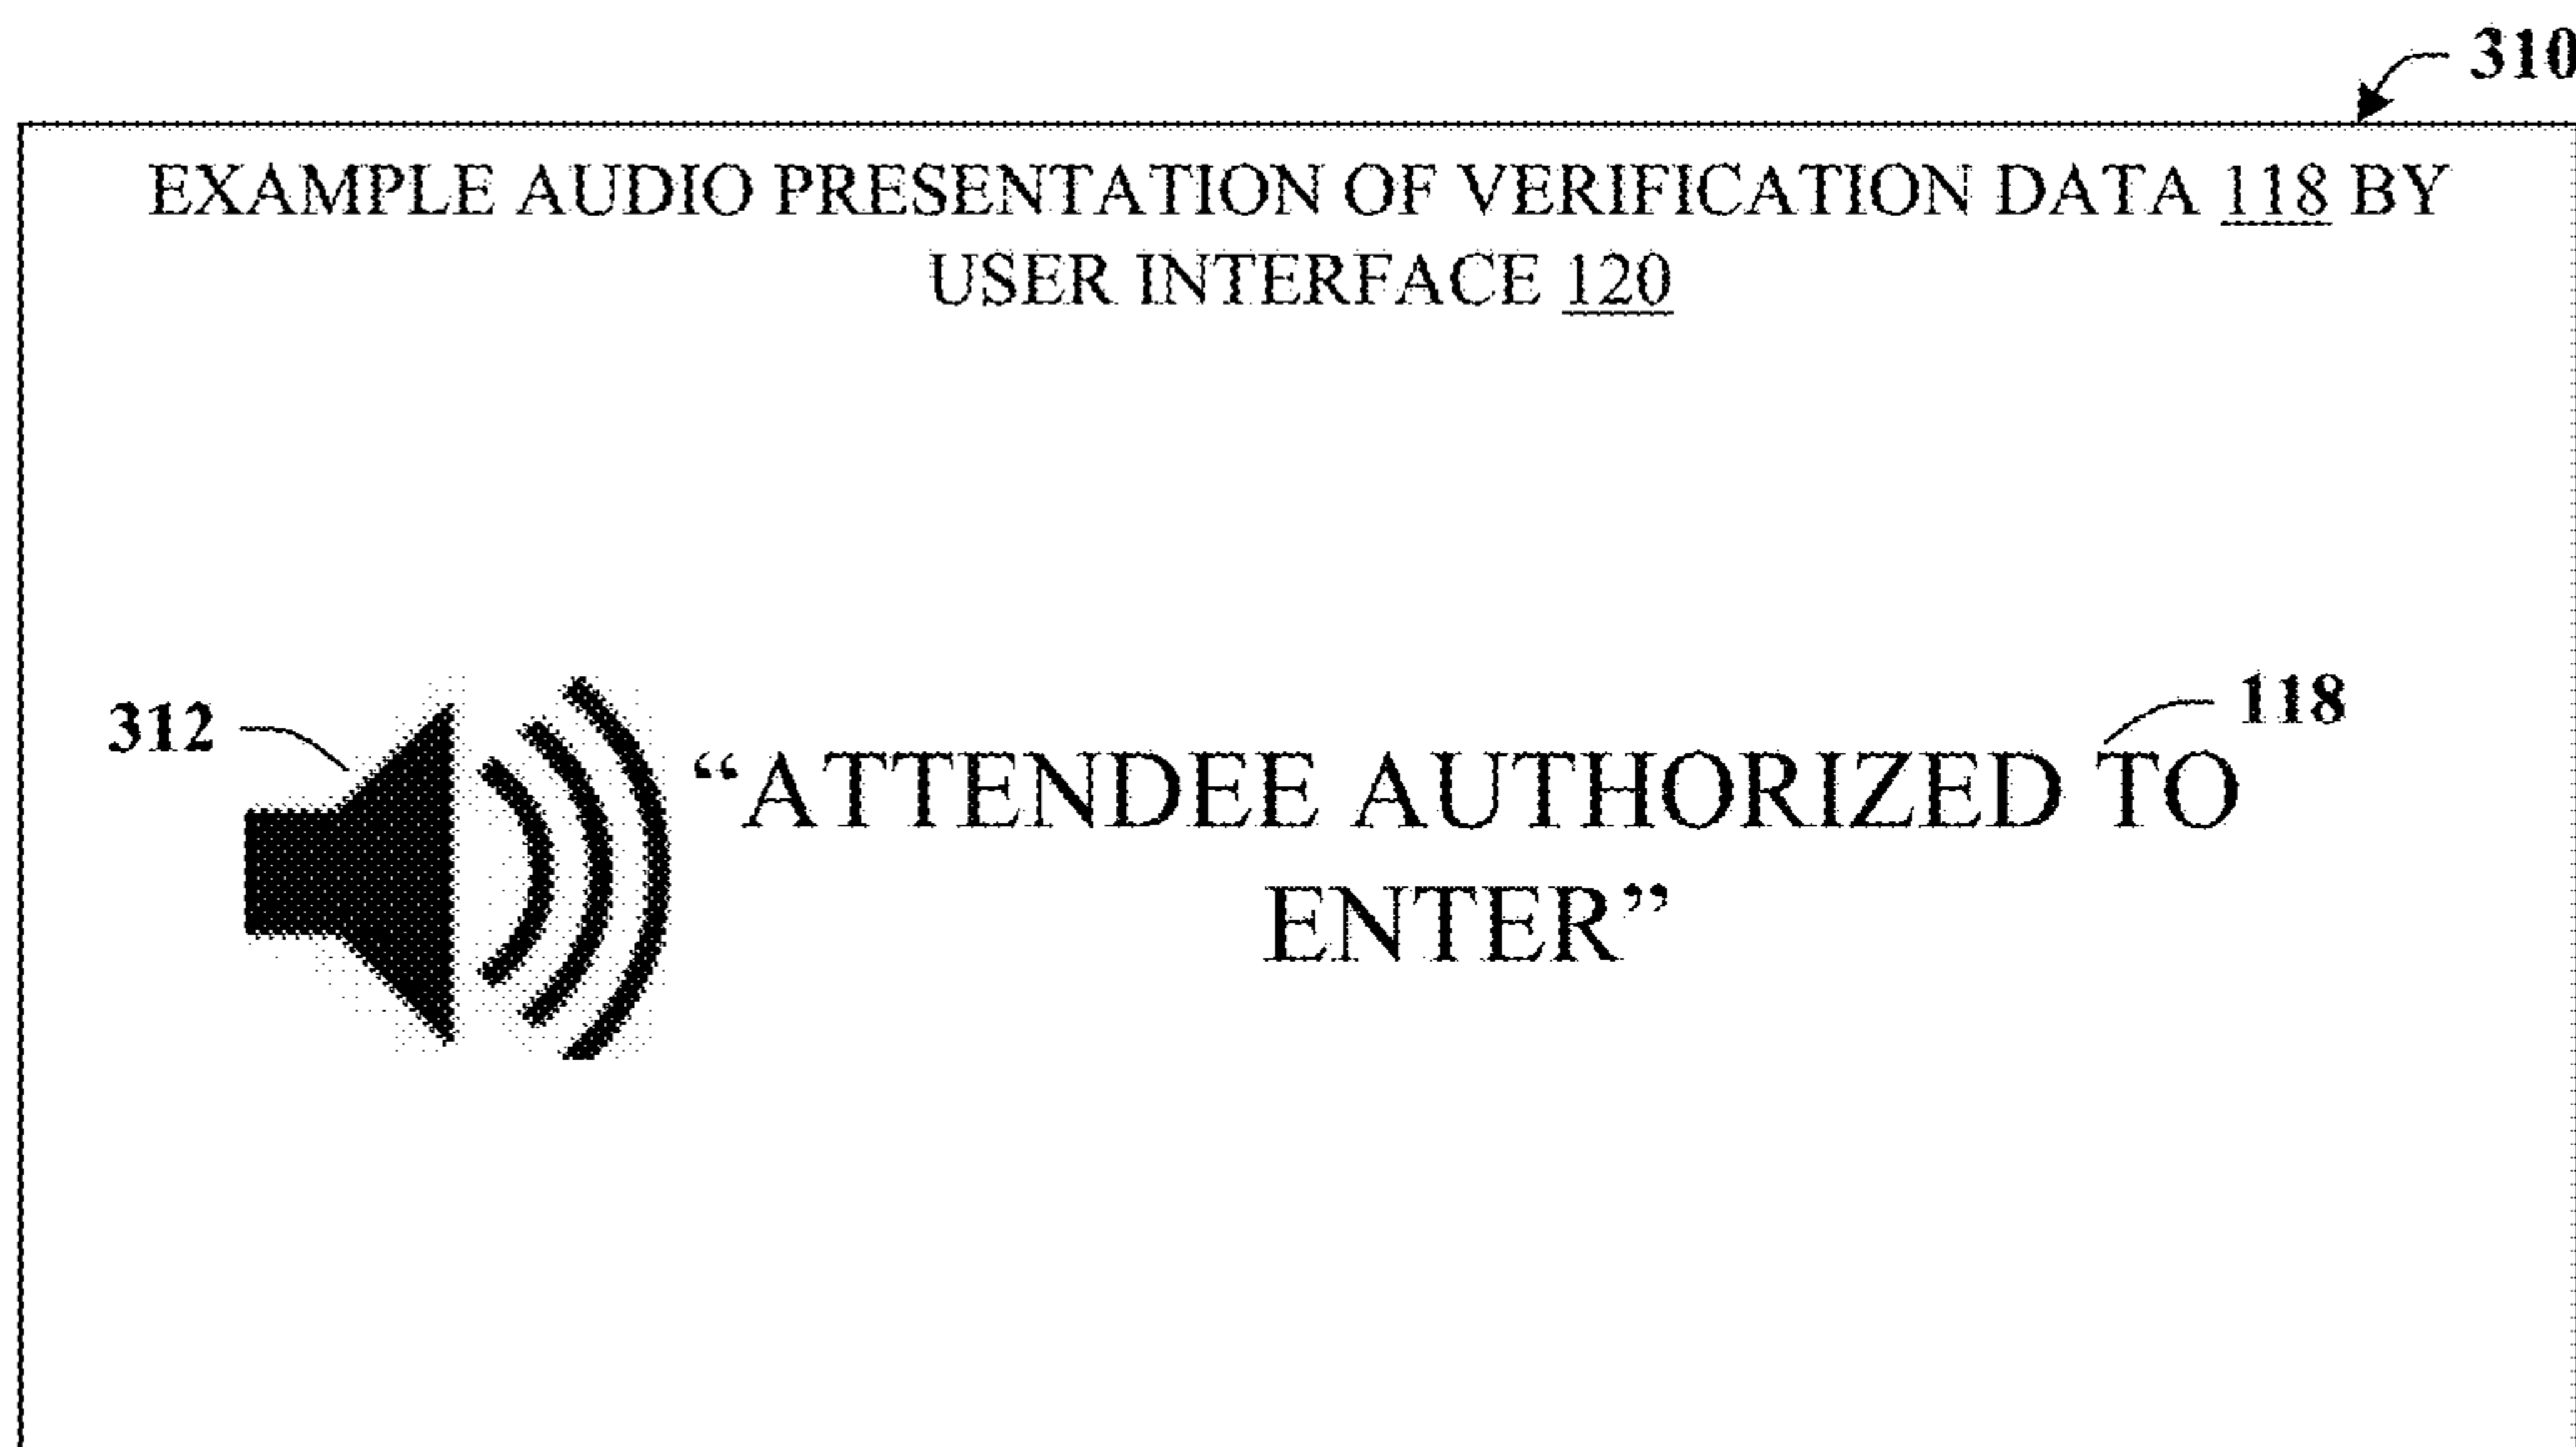 310
EXAMPLE AUDIO PRESENTATION OF VERIFICATION DATA 118 BY
USER INTERFACE 120
312
118
“ATTENDEE AUTHORIZED TO
ENTER”